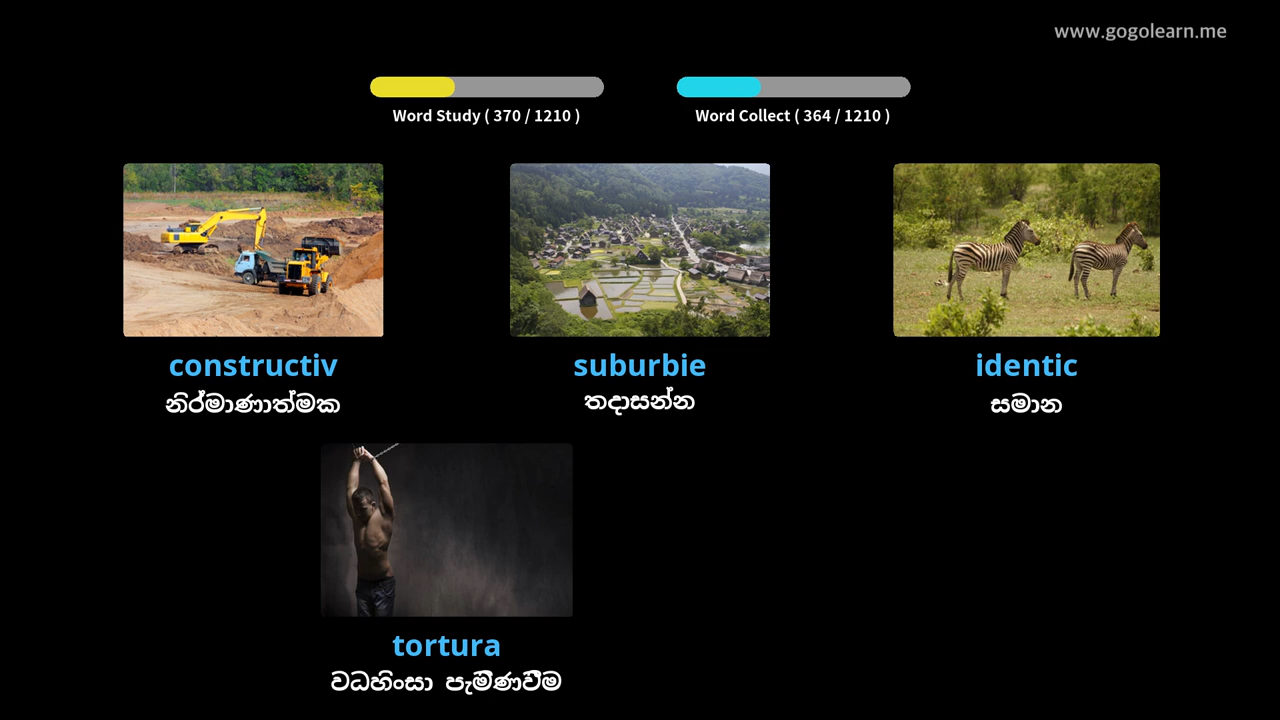 www.gogolearn.me
Word Study ( 370 / 1210 )
Word Collect ( 364 / 1210 )
constructiv
නිර්මාණාත්මක
suburbie
තදාසන්න
identic
සමාන
tortura
වධහිංසා පැමිණවීම